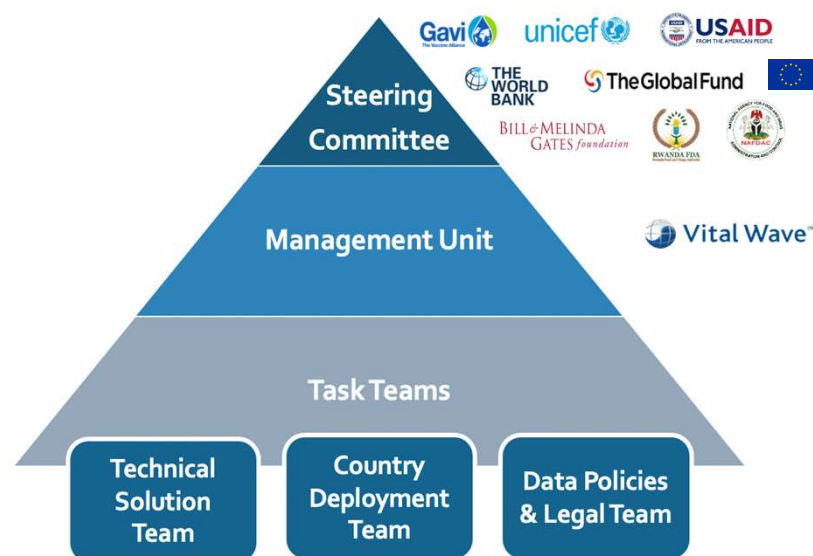 Gavi
The Vaccine Alliance
unicef
USAID
FROM THE AMERICAN PEOPLE
THE
WORLD
BANK
The Global Fund
Steering
Committee
BILL & MELINDA
GATES foundation
RWANDA FDA
NAFDAC
Management Unit
Vital Wave
Task Teams
Technical
Solution
Team
Country
Deployment
Team
Data Policies
& Legal Team